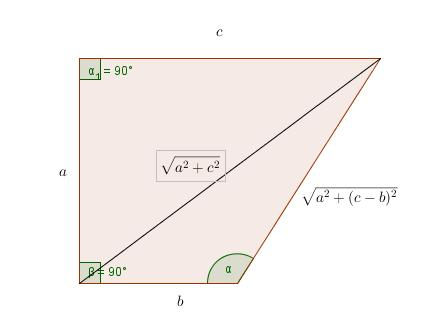 c
α₁ = 90°
a
√a² + c²
√a² + (c − b)²
β = 90°
α
b